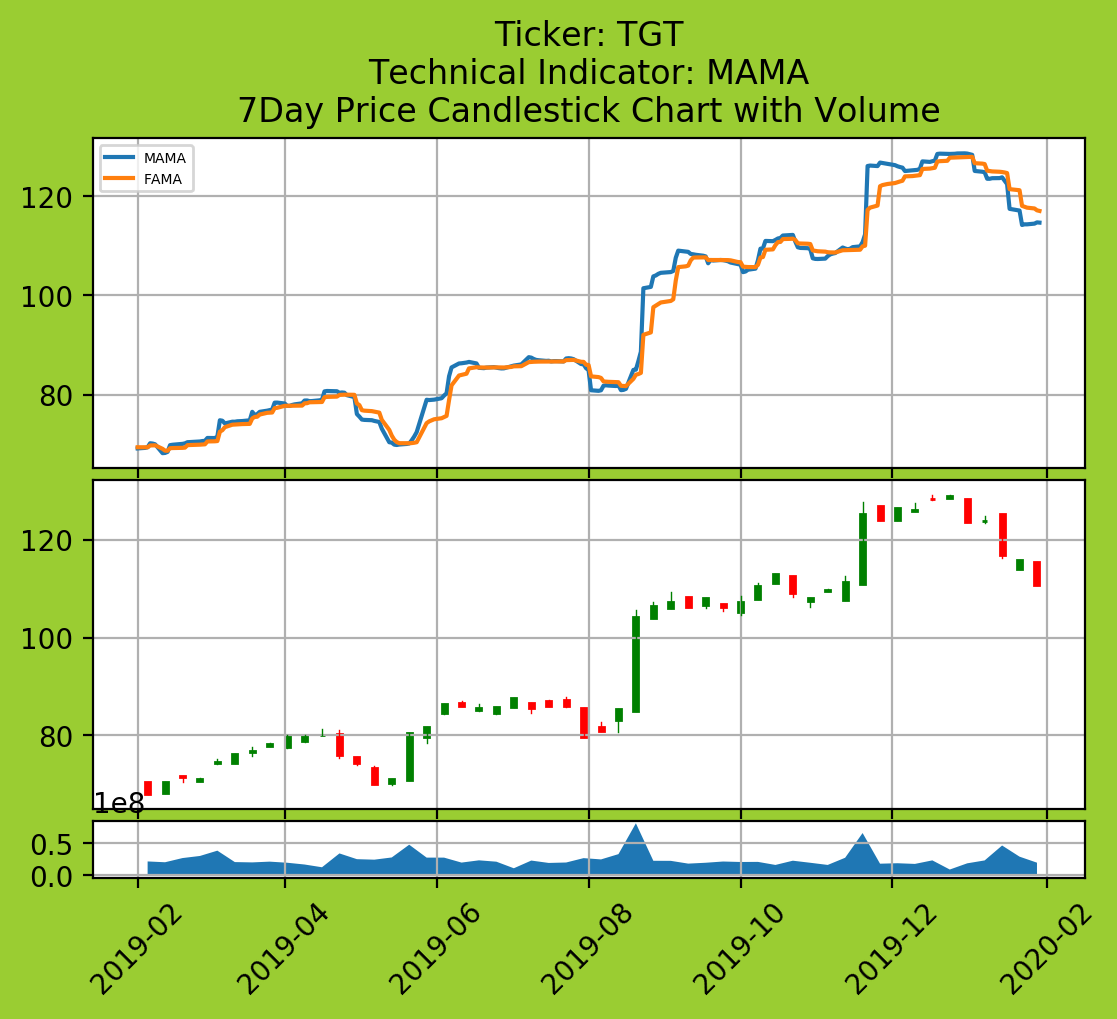 Ticker: TGT
Technical Indicator: MAMA
7Day Price Candlestick Chart with Volume
MAMA
FAMA
120
100
80
120
100
80
1e8
0.5
0.0
2019-02
2019-04
2019-06
2019-08
2019-10
2019-12
2020-02